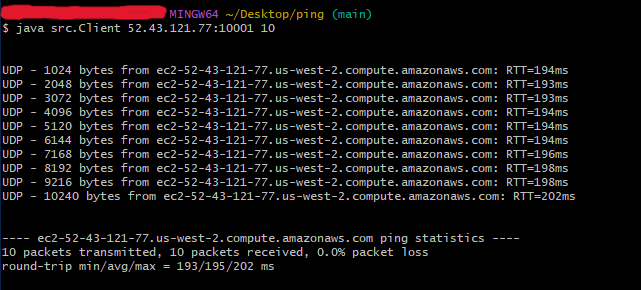 MINGW64 ~/Desktop/ping (main)
$ java src.Client 52.43.121.77:10001 10
UDP - 1024 bytes from ec2-52-43-121-77.us-west-2.compute.amazonaws.com: RTT=194ms
UDP - 2048 bytes from ec2-52-43-121-77.us-west-2.compute.amazonaws.com: RTT=193ms
UDP - 3072 bytes from ec2-52-43-121-77.us-west-2.compute.amazonaws.com: RTT=193ms
UDP - 4096 bytes from ec2-52-43-121-77.us-west-2.compute.amazonaws.com: RTT=194ms
UDP - 5120 bytes from ec2-52-43-121-77.us-west-2.compute.amazonaws.com: RTT=194ms
UDP - 6144 bytes from ec2-52-43-121-77.us-west-2.compute.amazonaws.com: RTT=194ms
UDP - 7168 bytes from ec2-52-43-121-77.us-west-2.compute.amazonaws.com: RTT=196ms
UDP - 8192 bytes from ec2-52-43-121-77.us-west-2.compute.amazonaws.com: RTT=198ms
UDP - 9216 bytes from ec2-52-43-121-77.us-west-2.compute.amazonaws.com: RTT=198ms
UDP - 10240 bytes from ec2-52-43-121-77.us-west-2.compute.amazonaws.com: RTT=202ms
---- ec2-52-43-121-77.us-west-2.compute.amazonaws.com ping statistics ----
10 packets transmitted, 10 packets received, 0.0% packet loss
round-trip min/avg/max = 193/195/202 ms